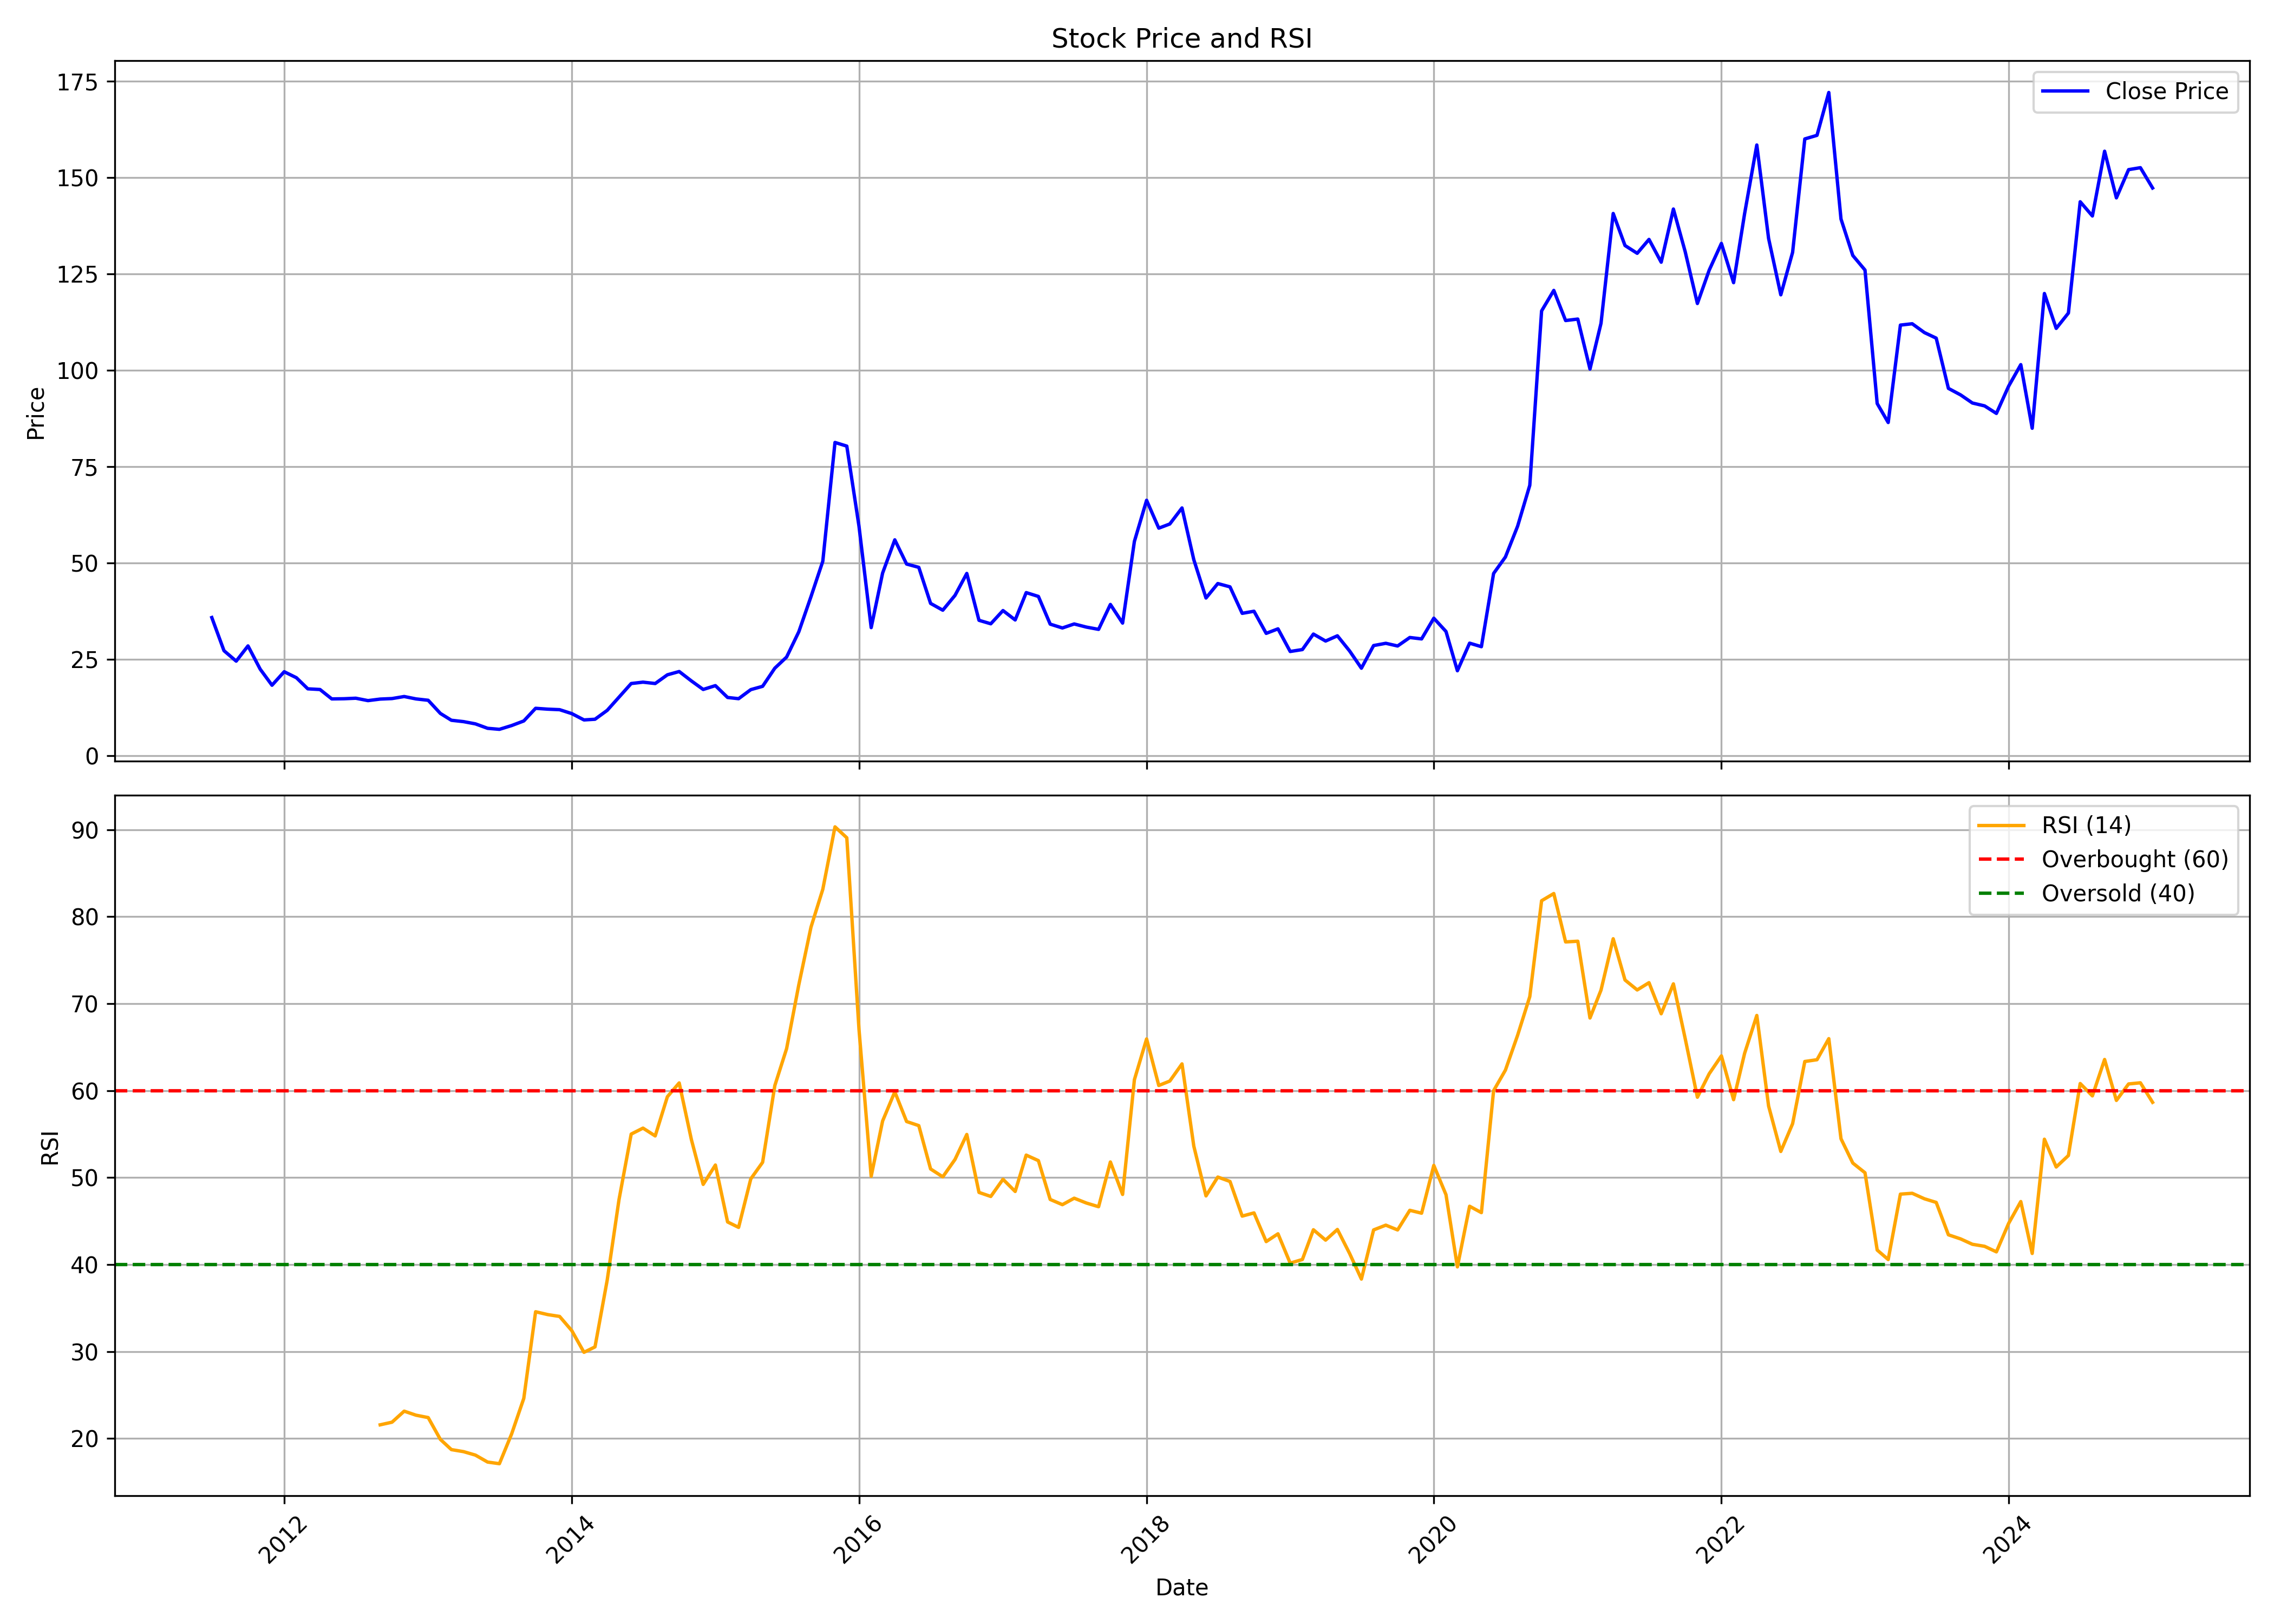 Stock Price and RSI
Close Price
Price
175
150
125
100
75
50
25
0
RSI (14)
Overbought (60)
Oversold (40)
RSI
90
80
70
60
50
40
30
20
2012
2014
2016
2018
2020
2022
2024
Date